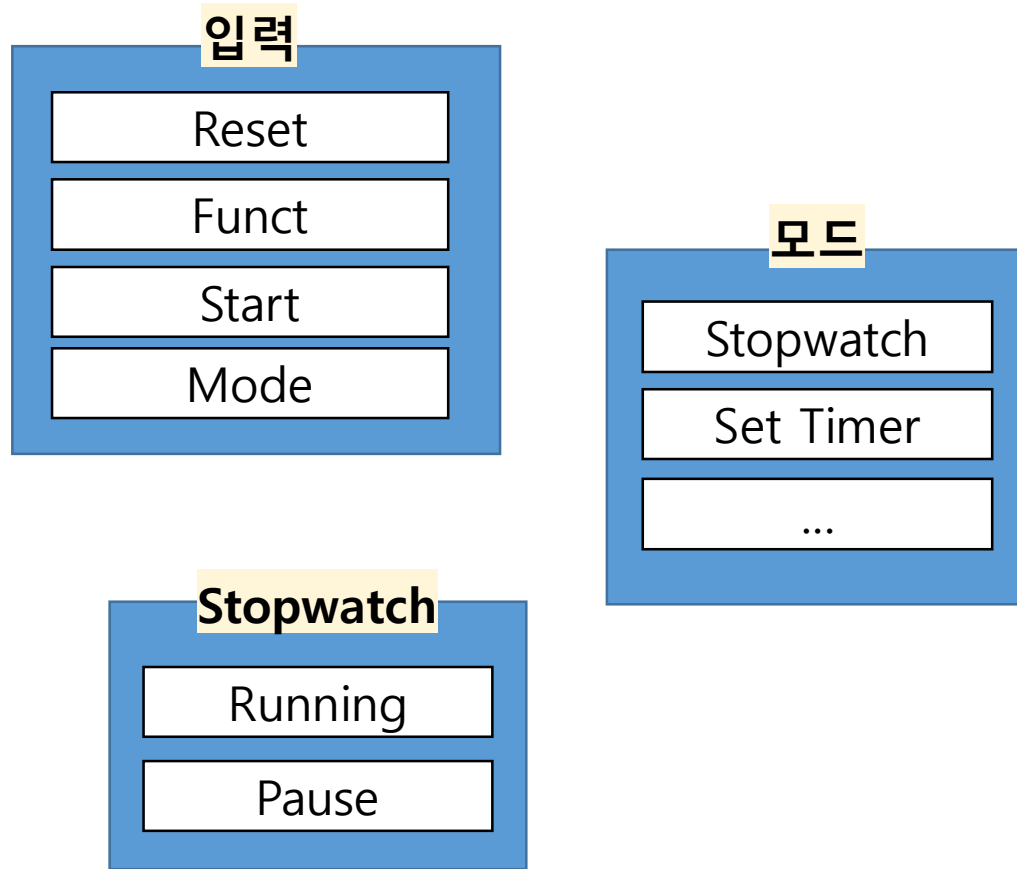 입력
Reset
Funct
Start
Mode
모드
Stopwatch
Set Timer
...
Stopwatch
Running
Pause